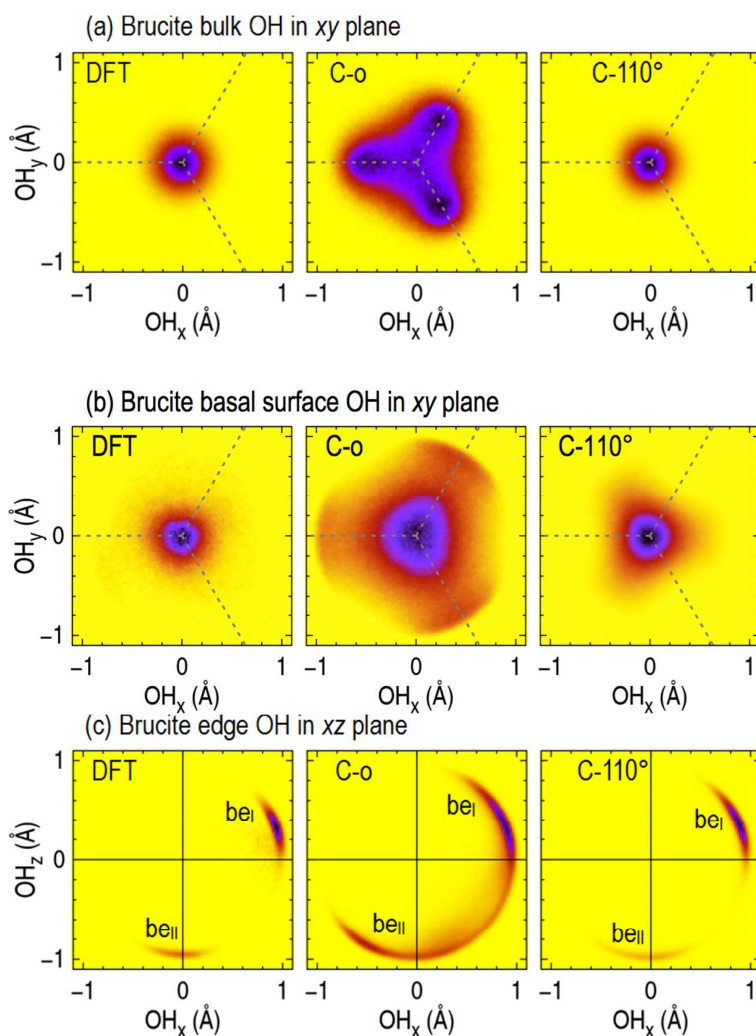 (a) Brucite bulk OH in xy plane
DFT C-o C-110°
OHy (Å)
1
0
−1
−1 0 1 −1 0 1 −1 0 1
OHx (Å) OHx (Å) OHx (Å)
(b) Brucite basal surface OH in xy plane
DFT C-o C-110°
OHy (Å)
1
0
−1
−1 0 1 −1 0 1 −1 0 1
OHx (Å) OHx (Å) OHx (Å)
(c) Brucite edge OH in xz plane
DFT C-o C-110°
beI beI beI
OHz (Å)
1
0
−1
beII beII beII
−1 0 1 −1 0 1 −1 0 1
OHx (Å) OHx (Å) OHx (Å)